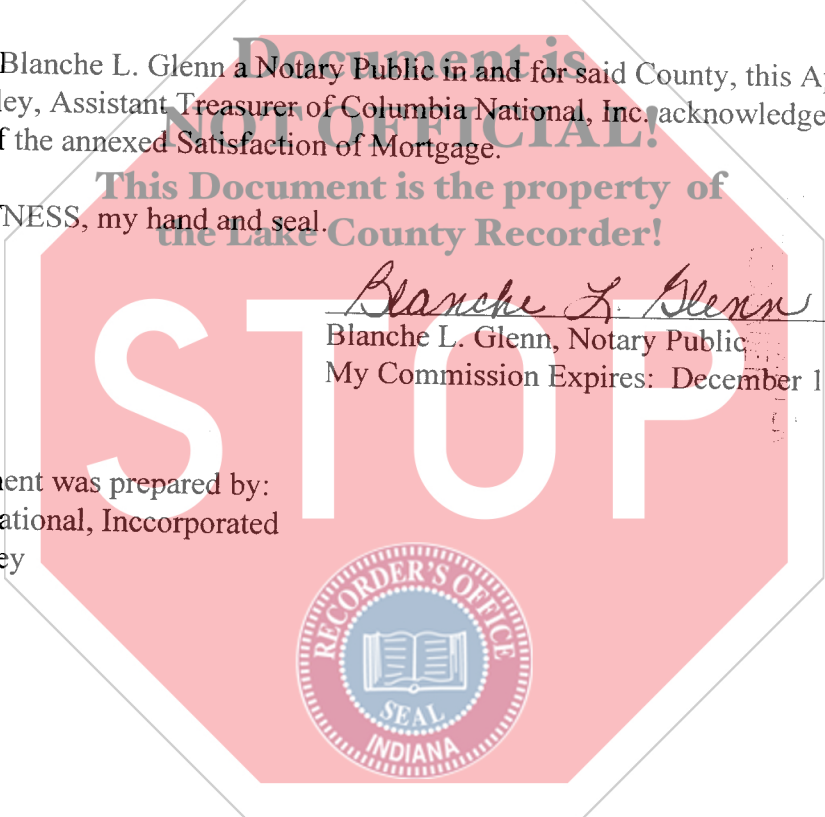 Document is
Blanche L. Glenn a Notary Public in and for said County, this
ley, Assistant Treasurer of Columbia National, Inc. acknowledge
NOT OFFICIAL!
f the annexed Satisfaction of Mortgage.
This Document is the property of
TNESS, my hand and seal.
the Lake County Recorder!
Blanche L. Glenn
Blanche L. Glenn, Notary Public
My Commission Expires: December 1
STOP
ent was prepared by:
ational, Inccorporated
ey
RECORDER'S OFFICE
SEAL
INDIANA